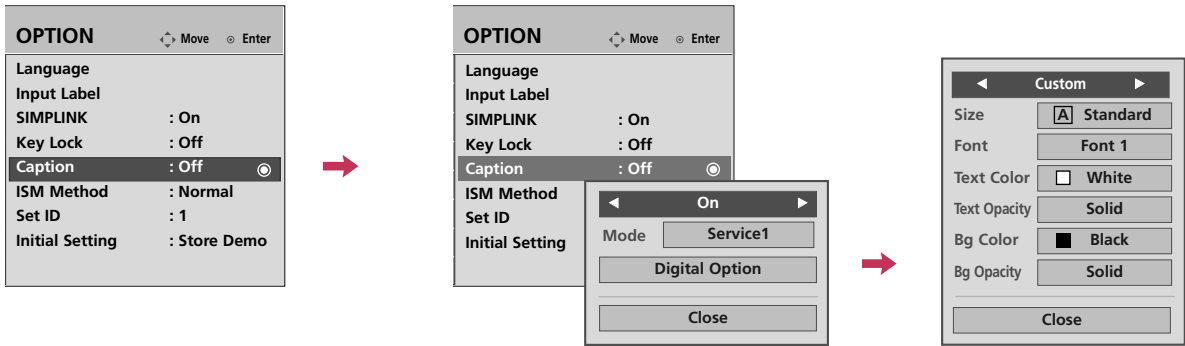 OPTION Move Enter
Language
Input Label
SIMPLINK : On
Key Lock : Off
Caption : Off
ISM Method : Normal
Set ID : 1
Initial Setting : Store Demo
OPTION Move Enter
Language
Input Label
SIMPLINK : On
Key Lock : Off
Caption : Off
ISM Method
Set ID
Initial Setting
On
Mode Service1
Digital Option
Close
Custom
Size A Standard
Font Font 1
Text Color White
Text Opacity Solid
Bg Color Black
Bg Opacity Solid
Close